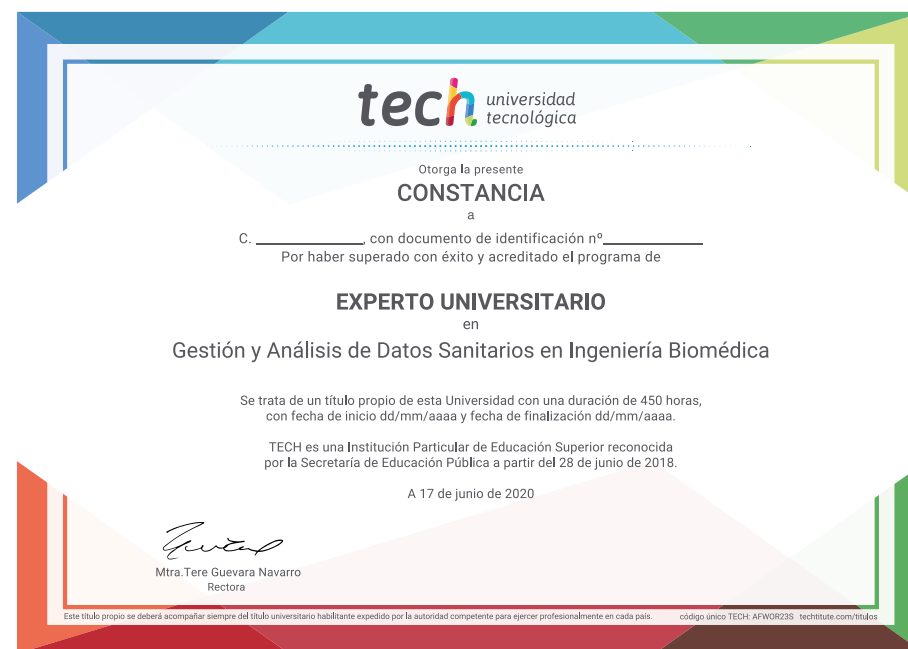 tech universidad
tecnológica
Otorga la presente
CONSTANCIA
a
C. ____________, con documento de identificación nº____________
Por haber superado con éxito y acreditado el programa de
EXPERTO UNIVERSITARIO
en
Gestión y Análisis de Datos Sanitarios en Ingeniería Biomédica
Se trata de un título propio de esta Universidad con una duración de 450 horas,
con fecha de inicio dd/mm/aaaa y fecha de finalización dd/mm/aaaa.
TECH es una Institución Particular de Educación Superior reconocida
por la Secretaría de Educación Pública a partir del 28 de junio de 2018.
A 17 de junio de 2020
Mtra.Tere Guevara Navarro
Rectora
Este título propio se deberá acompañar siempre del título universitario habilitante expedido por la autoridad competente para ejercer profesionalmente en cada país. código único TECH: AFWOR23S techtitute.com/titulos